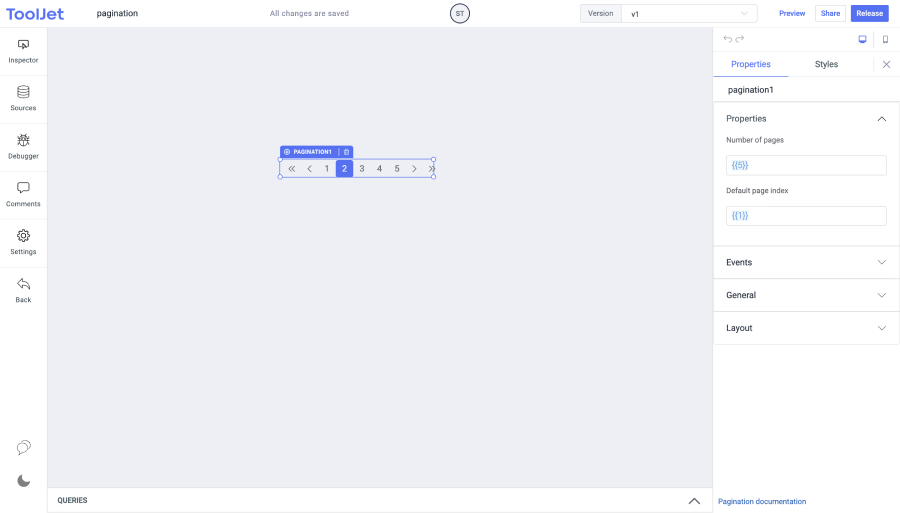 ToolJet
pagination
All changes are saved
ST
Version
v1
Preview
Share
Release
Inspector
Sources
Debugger
Comments
Settings
Back
PAGINATION1
« ‹ 1 2 3 4 5 › »
QUERIES
Properties
Styles
pagination1
Properties
Number of pages
{{5}}
Default page index
{{1}}
Events
General
Layout
Pagination documentation